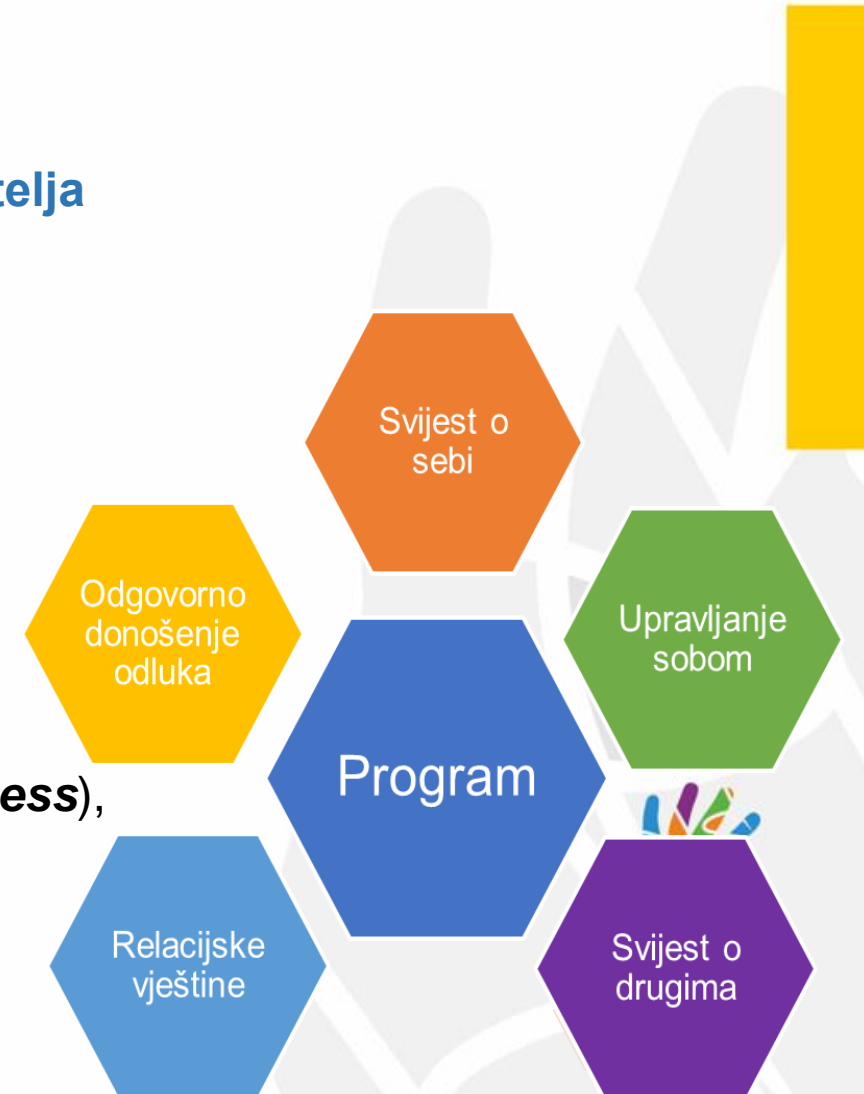 telja
Svijest o
sebi
Odgovorno
donošenje
odluka
Upravljanje
sobom
Program
ess),
Relacijske
vještine
Svijest o
drugima